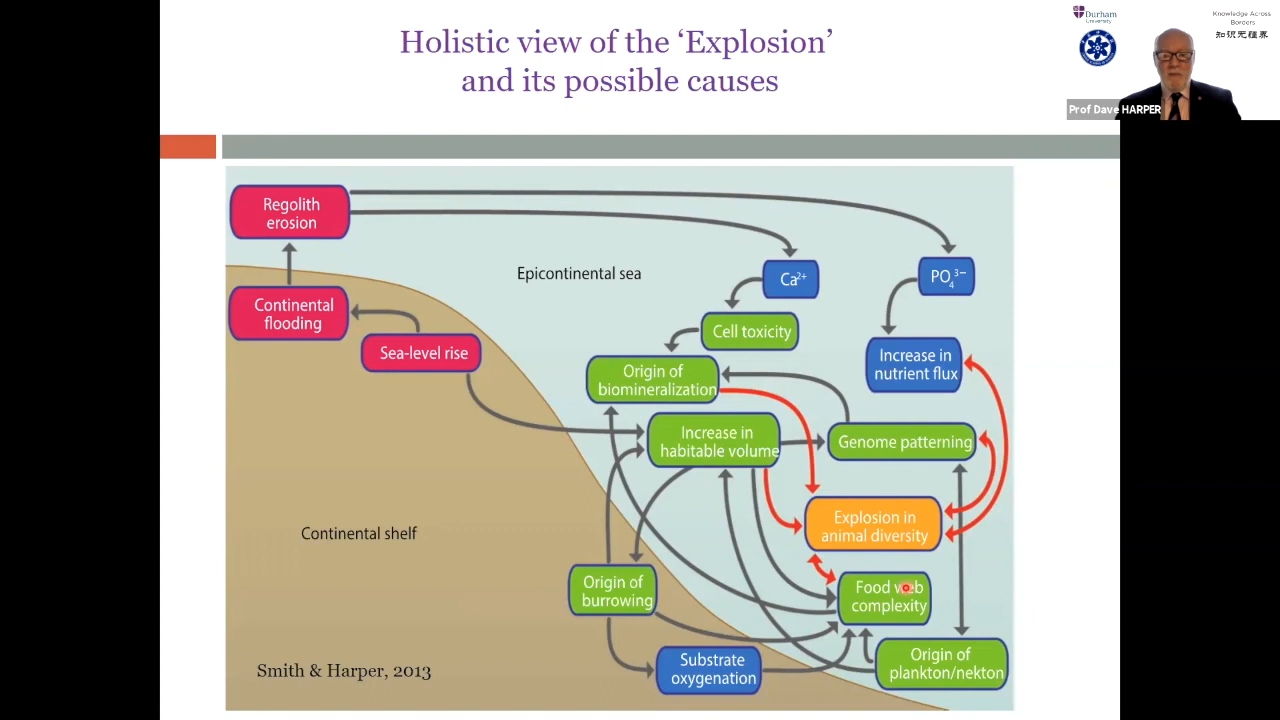 Holistic view of the ‘Explosion’
and its possible causes
Durham
University
Knowledge Across
Borders
知识无疆界
Prof Dave HARPER
Regolith
erosion
Continental
flooding
Sea-level rise
Epicontinental sea
Ca²⁺
PO₄³⁻
Cell toxicity
Increase in
nutrient flux
Origin of
biomineralization
Increase in
habitable volume
Genome patterning
Explosion in
animal diversity
Continental shelf
Origin of
burrowing
Food web
complexity
Substrate
oxygenation
Origin of
plankton/nekton
Smith & Harper, 2013